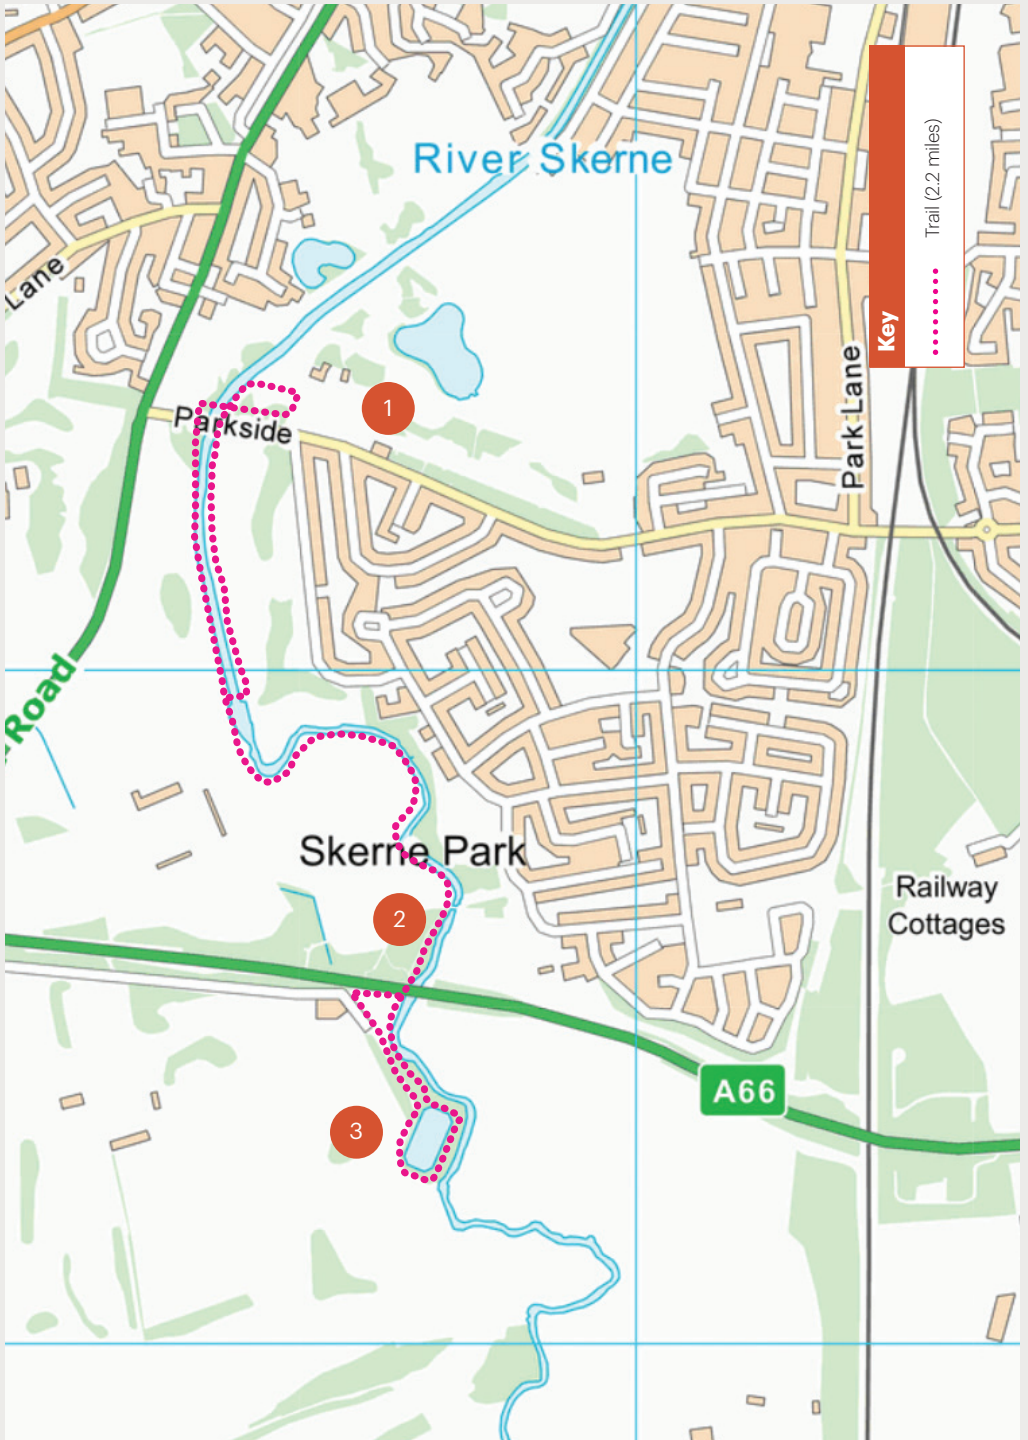 River Skerne
Lane
Key
Trail (2.2 miles)
Park Lane
1
Parkside
Road
Skerne Park
Railway
Cottages
2
A66
3